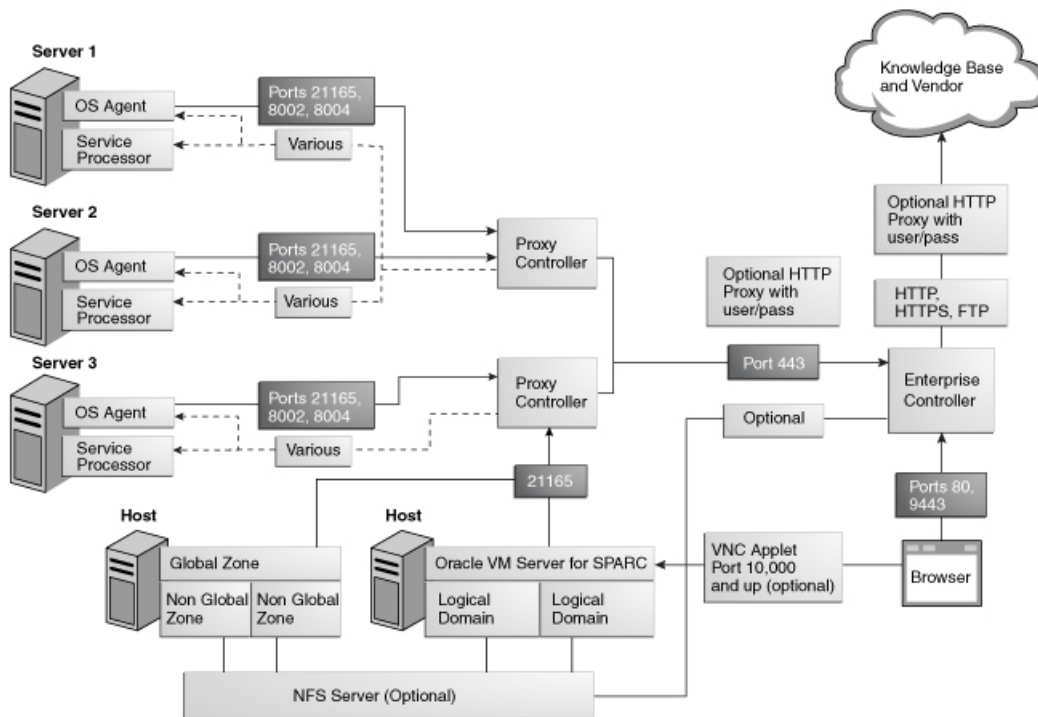 Server 1
OS Agent
Service
Processor
Ports 21165,
8002, 8004
Various
Server 2
OS Agent
Service
Processor
Ports 21165,
8002, 8004
Various
Proxy
Controller
Server 3
OS Agent
Service
Processor
Ports 21165,
8002, 8004
Various
Proxy
Controller
21165
Knowledge Base
and Vendor
Optional HTTP
Proxy with
user/pass
HTTP,
HTTPS, FTP
Optional HTTP
Proxy with
user/pass
Port 443
Enterprise
Controller
Optional
Ports 80,
9443
Browser
VNC Applet
Port 10,000
and up (optional)
Host
Global Zone
Non Global
Zone
Non Global
Zone
Host
Oracle VM Server for SPARC
Logical
Domain
Logical
Domain
NFS Server (Optional)